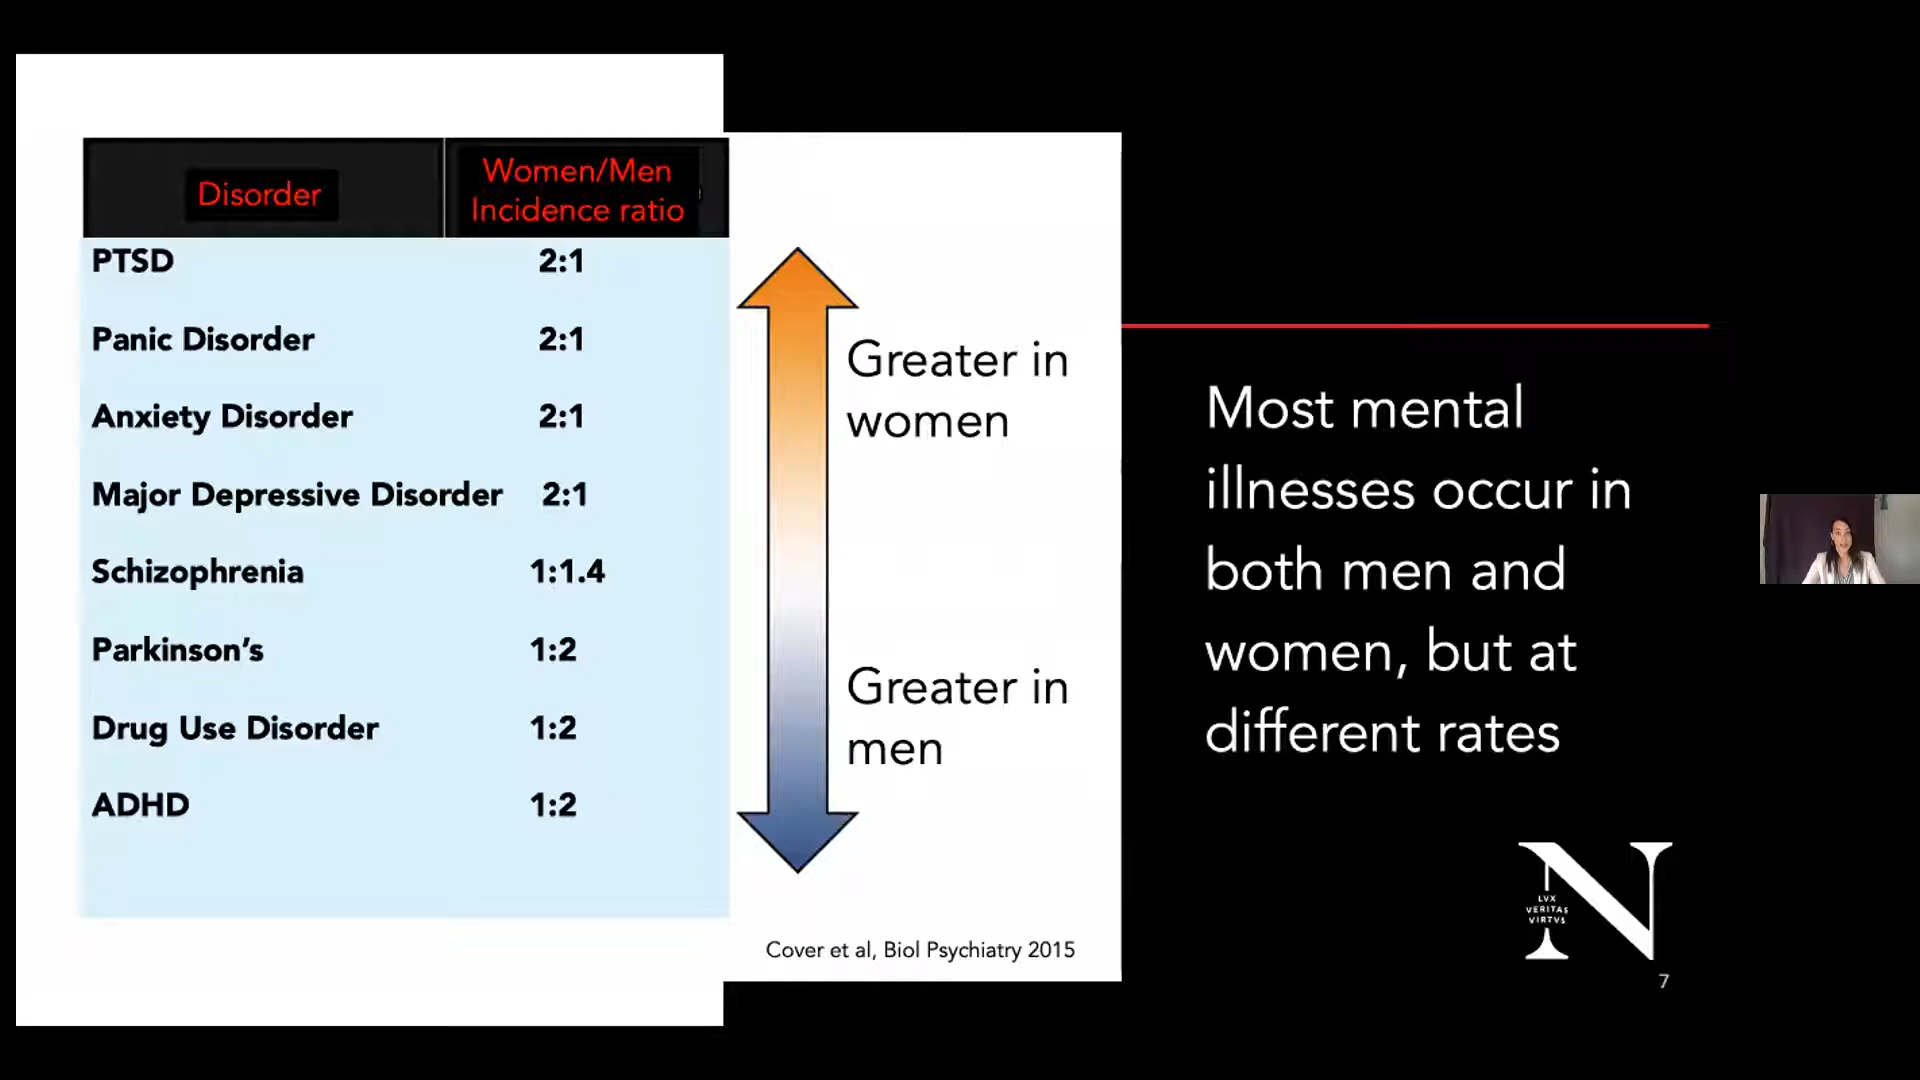 Disorder
Women/Men
Incidence ratio
PTSD 2:1
Panic Disorder 2:1
Anxiety Disorder 2:1
Major Depressive Disorder 2:1
Schizophrenia 1:1.4
Parkinson’s 1:2
Drug Use Disorder 1:2
ADHD 1:2
Greater in
women
Greater in
men
Cover et al, Biol Psychiatry 2015
Most mental
illnesses occur in
both men and
women, but at
different rates
N
LVX
VERITAS
VIRTVS
7